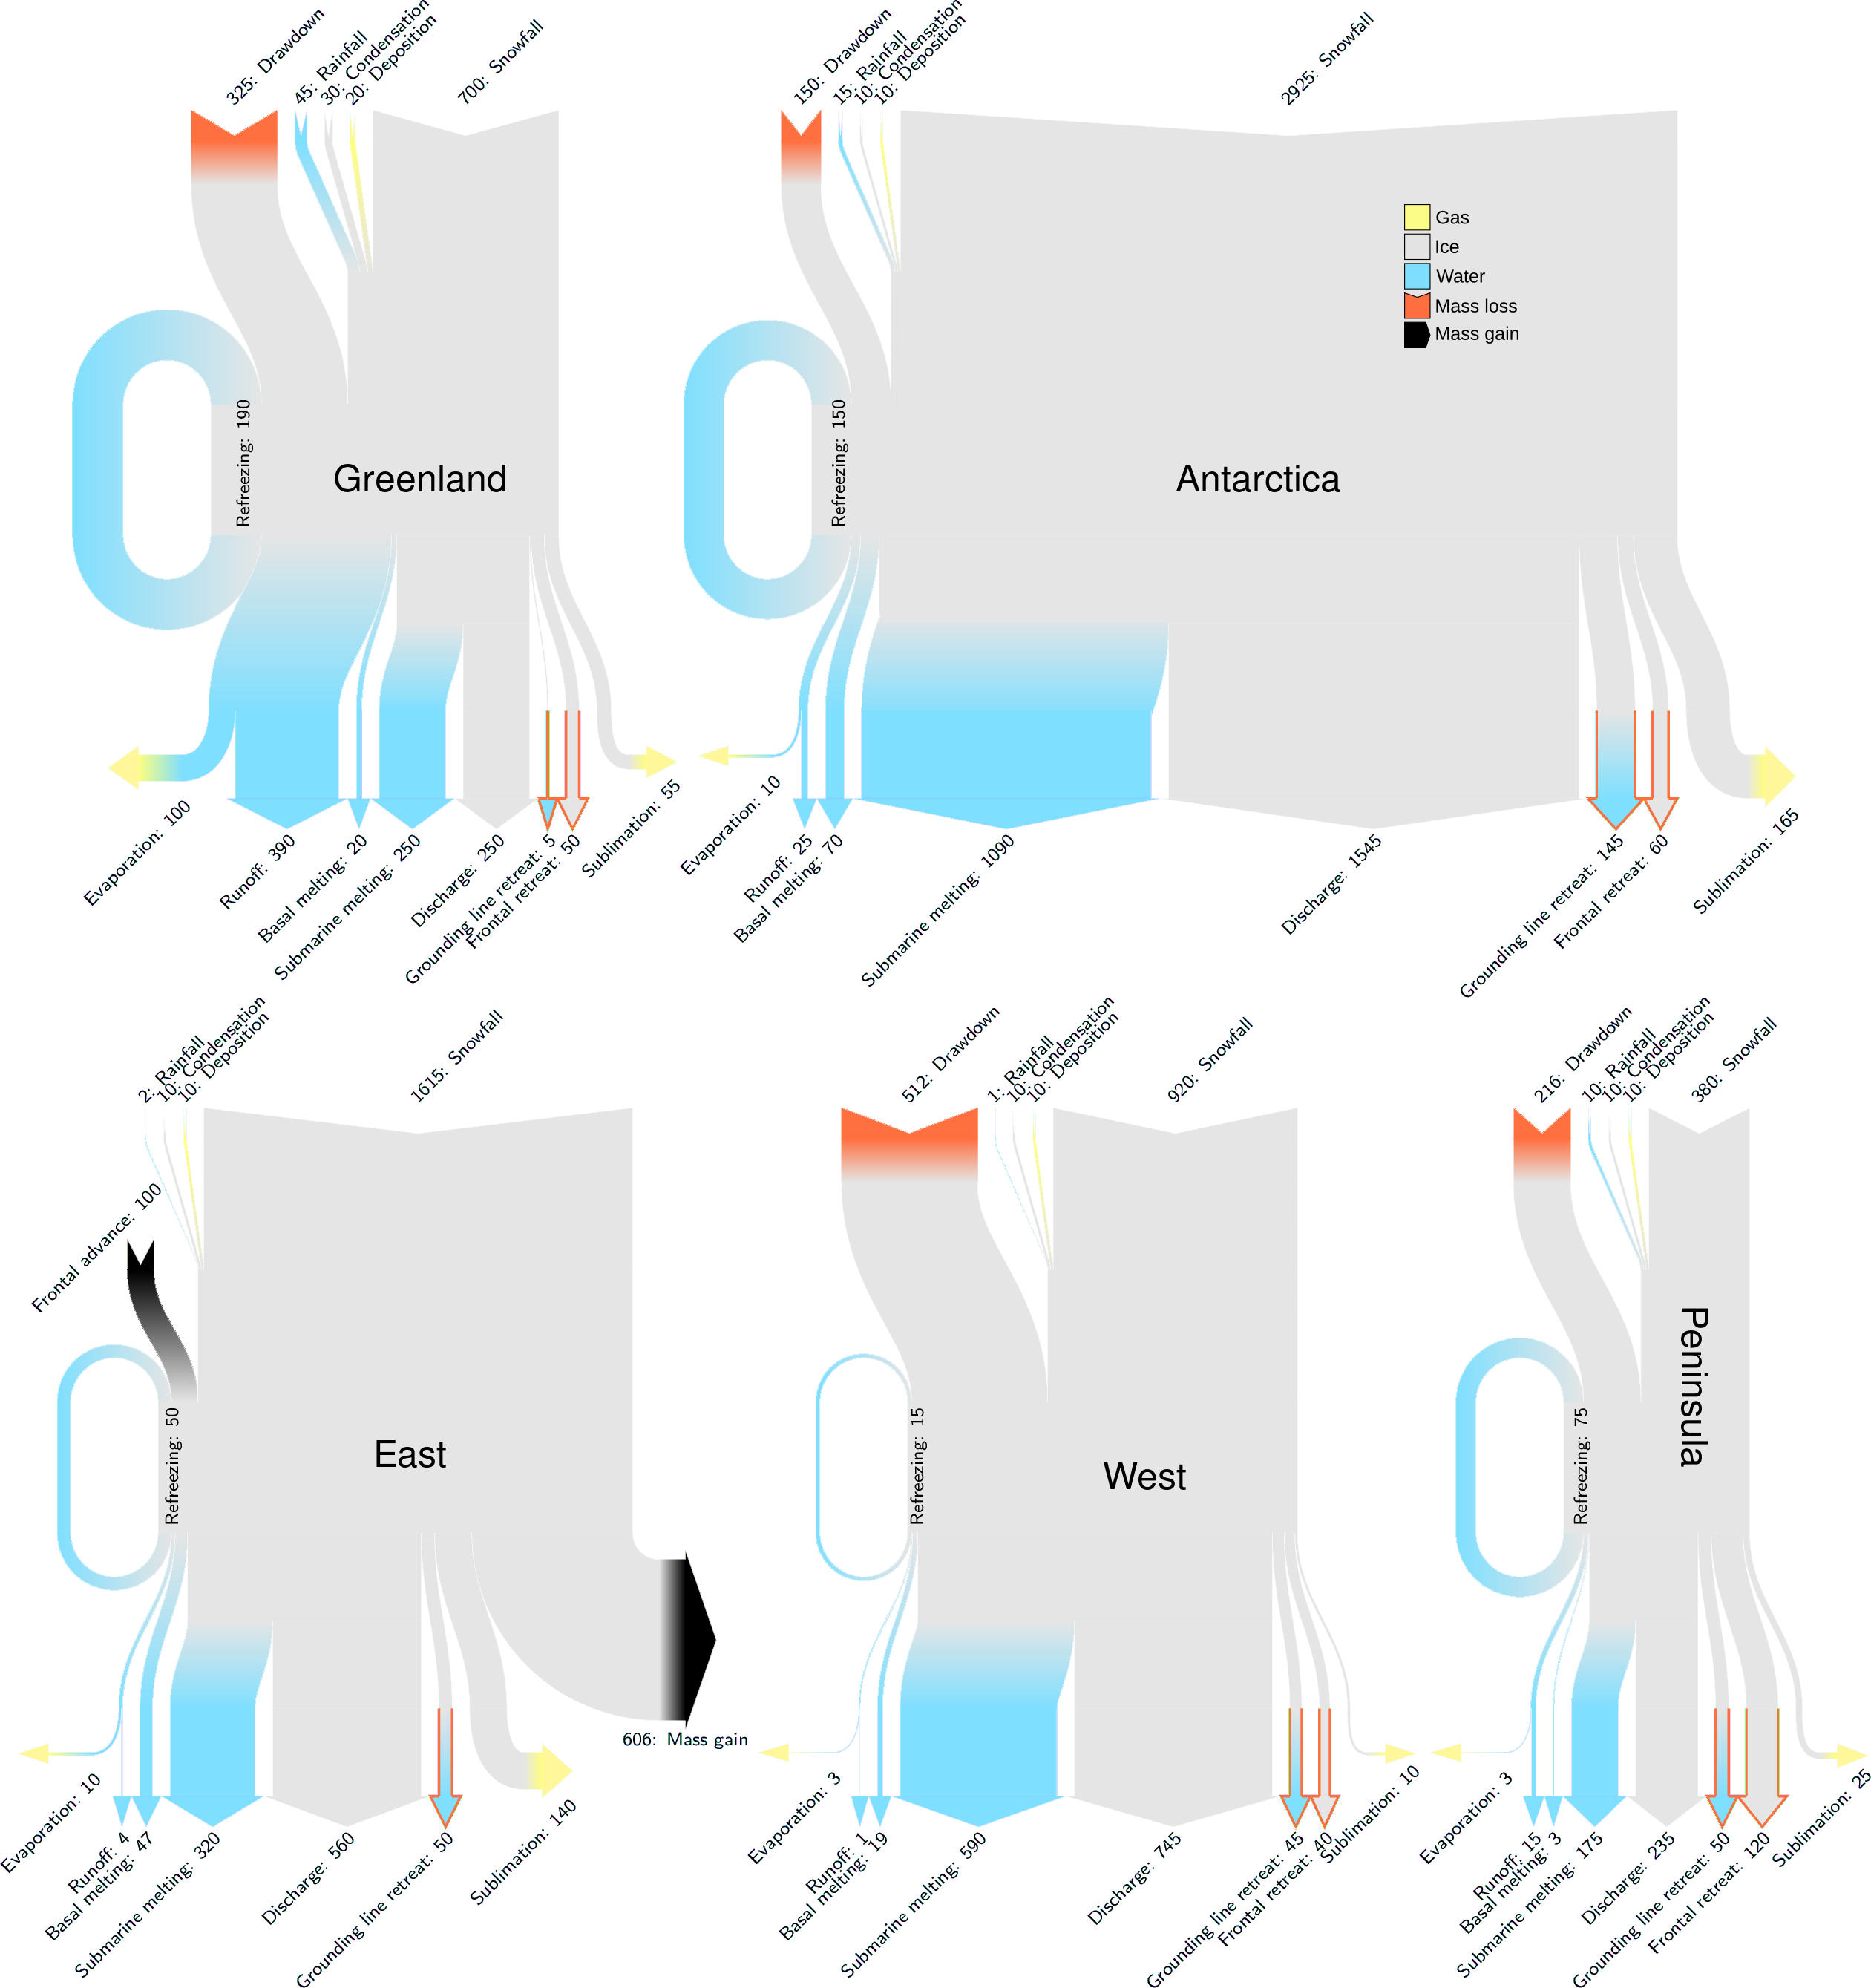 325: Drawdown
45: Rainfall
30: Condensation
20: Deposition
700: Snowfall
Refreezing: 190
Greenland
Evaporation: 100
Runoff: 390
Basal melting: 20
Submarine melting: 250
Discharge: 250
Grounding line retreat: 5
Frontal retreat: 50
Sublimation: 55
150: Drawdown
15: Rainfall
10: Condensation
10: Deposition
2925: Snowfall
Gas
Ice
Water
Mass loss
Mass gain
Refreezing: 150
Antarctica
Evaporation: 10
Runoff: 25
Basal melting: 70
Submarine melting: 1090
Discharge: 1545
Grounding line retreat: 145
Frontal retreat: 60
Sublimation: 165
2: Rainfall
10: Condensation
10: Deposition
1615: Snowfall
Frontal advance: 100
Refreezing: 50
East
606: Mass gain
Evaporation: 10
Runoff: 4
Basal melting: 47
Submarine melting: 320
Discharge: 560
Grounding line retreat: 50
Sublimation: 140
512: Drawdown
1: Rainfall
10: Condensation
10: Deposition
920: Snowfall
Refreezing: 15
West
Evaporation: 3
Runoff: 1
Basal melting: 19
Submarine melting: 590
Discharge: 745
Grounding line retreat: 45
Frontal retreat: 40
Sublimation: 10
216: Drawdown
10: Rainfall
10: Condensation
10: Deposition
380: Snowfall
Refreezing: 75
Peninsula
Evaporation: 3
Runoff: 15
Basal melting: 3
Submarine melting: 175
Discharge: 235
Grounding line retreat: 50
Frontal retreat: 120
Sublimation: 25